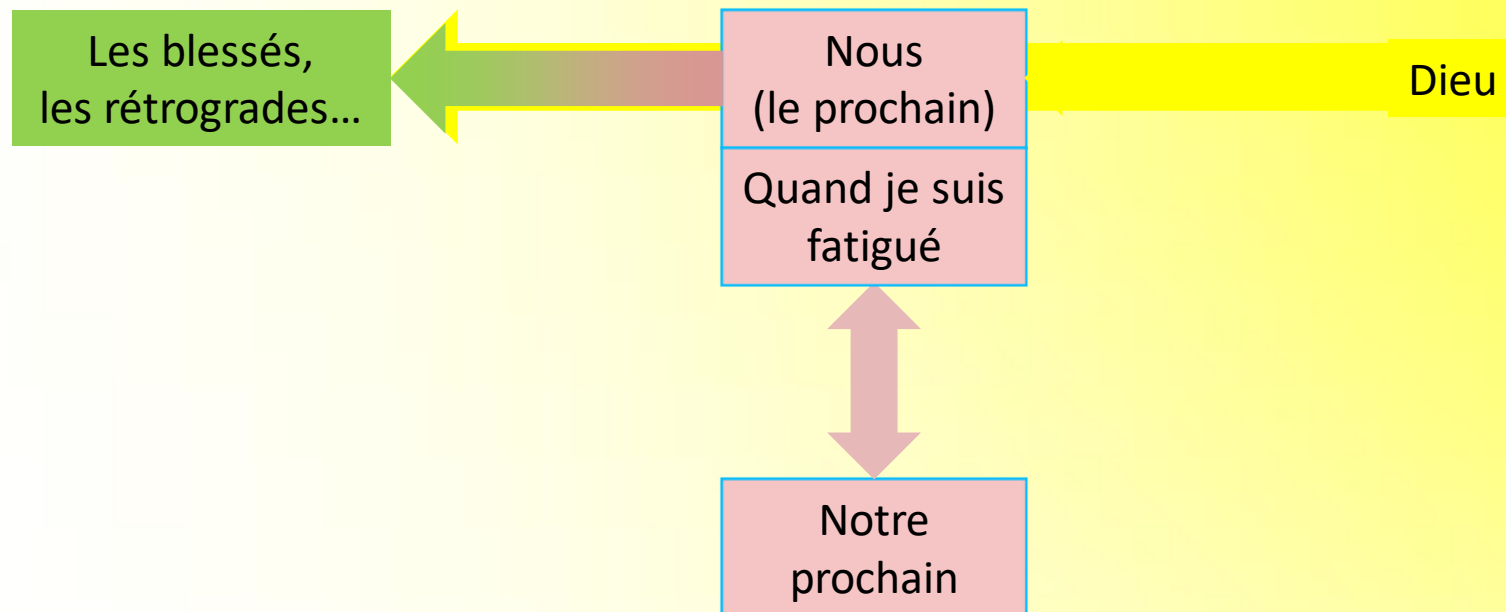 Les blessés,
les rétrogrades…
Nous
(le prochain)
Dieu
Quand je suis
fatigué
Notre
prochain